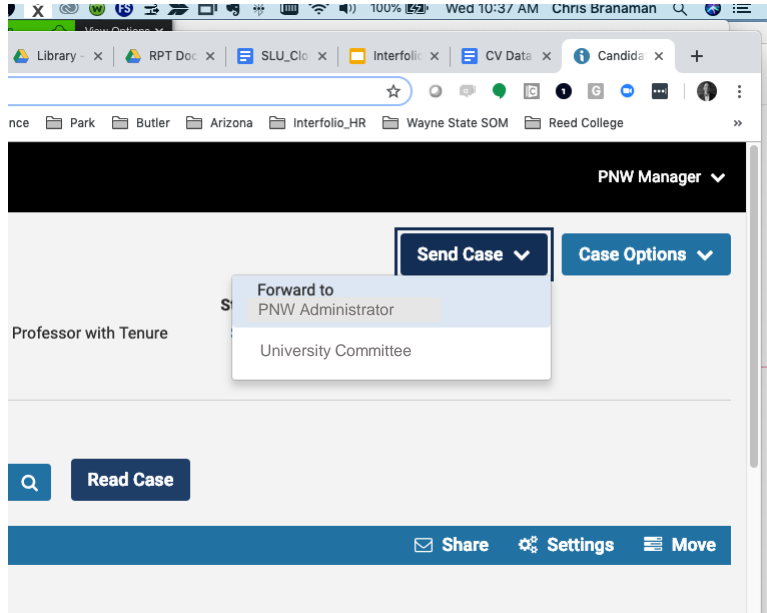 100% Wed 10:37 AM Chris Branaman
View Options
Library - RPT Doc SLU_Clo Interfolic CV Data Candida
nce Park Butler Arizona Interfolio_HR Wayne State SOM Reed College »
PNW Manager
Send Case Case Options
Forward to
PNW Administrator
Professor with Tenure
University Committee
Read Case
Share Settings Move